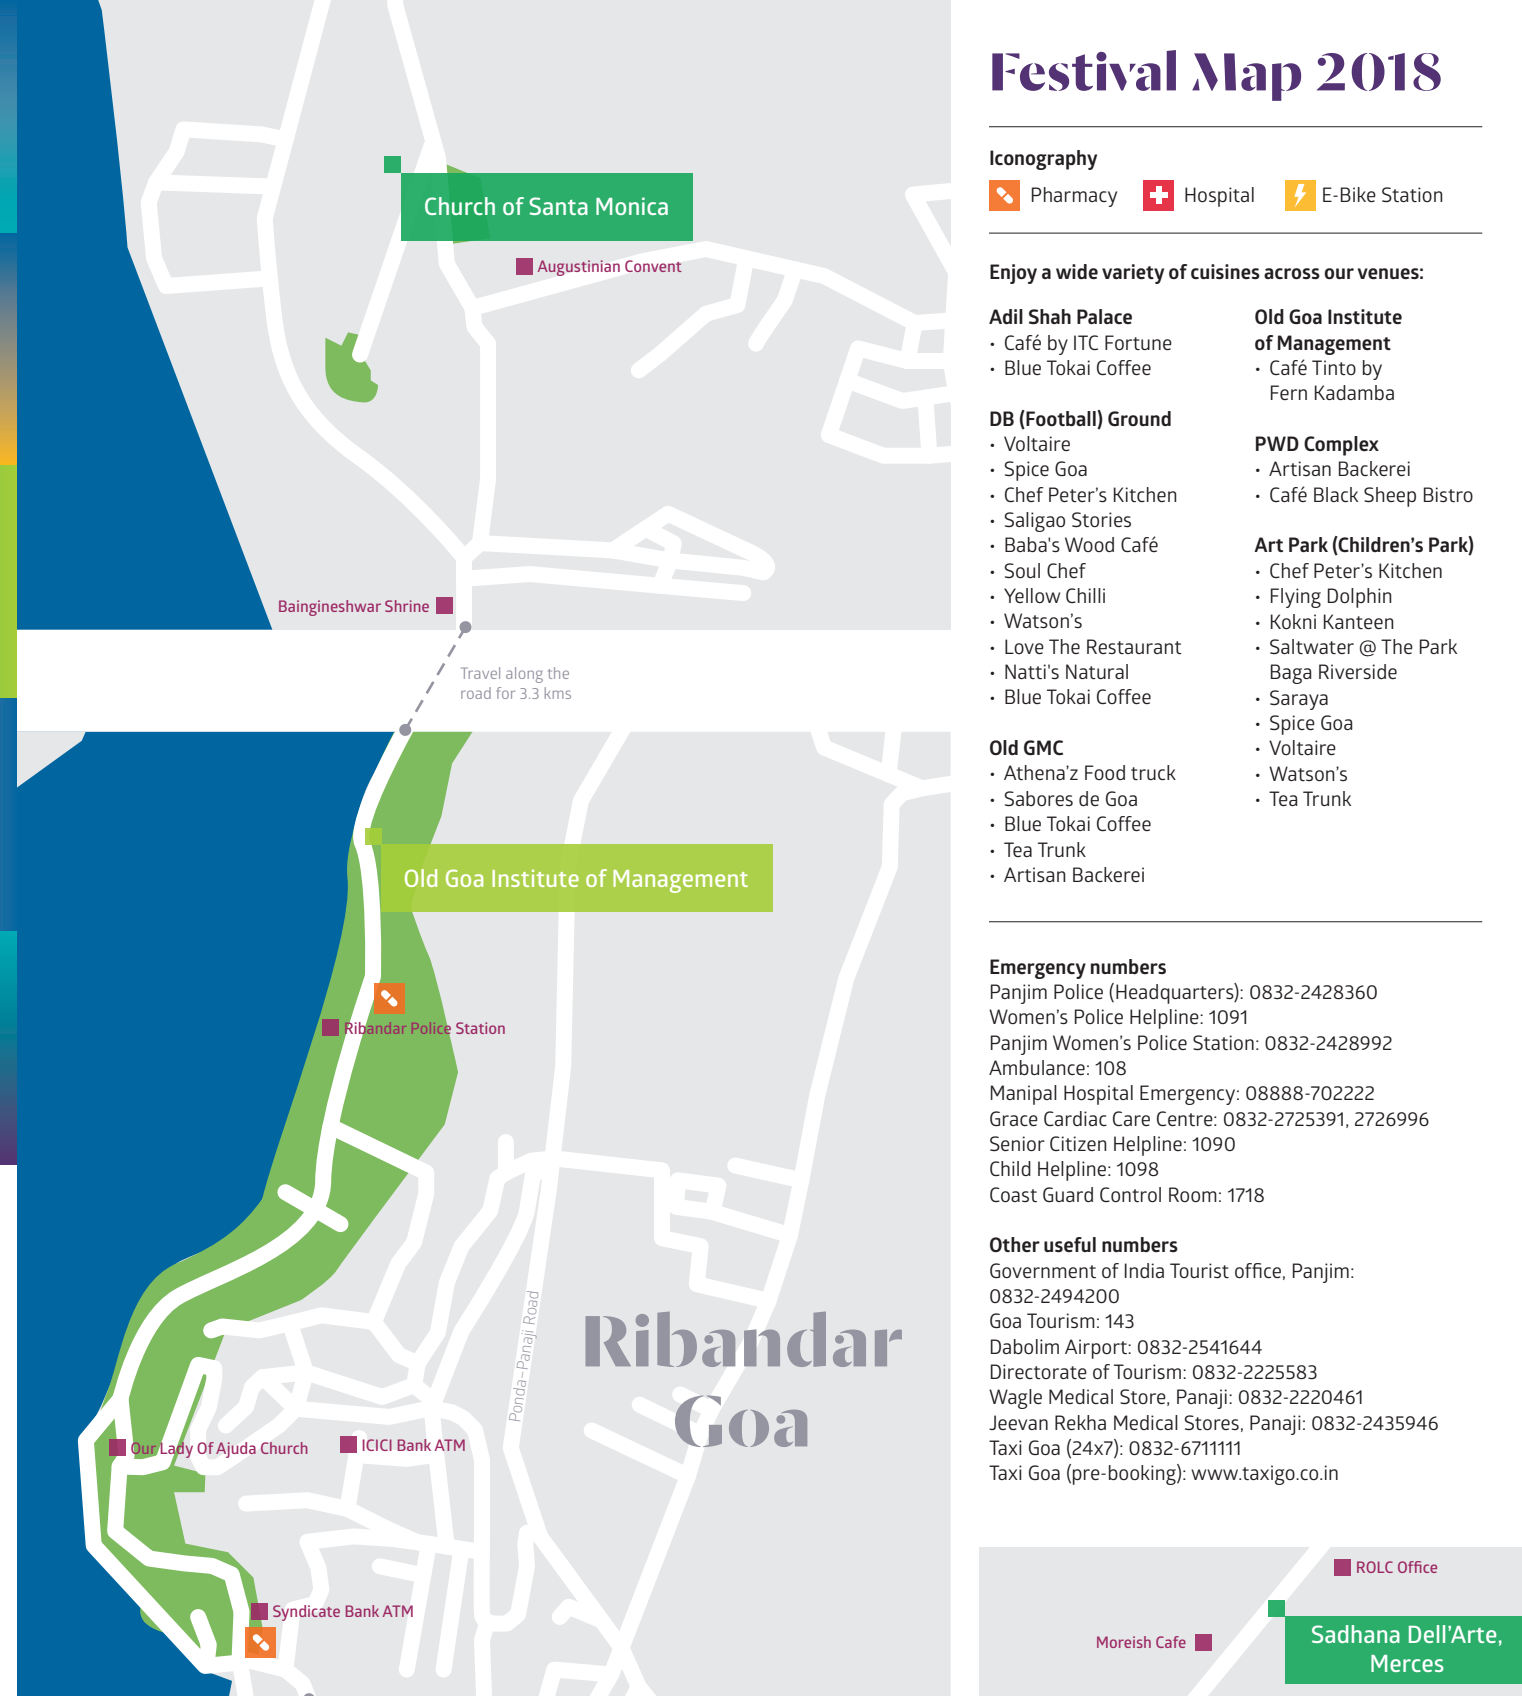 Church of Santa Monica
Augustinian Convent
Baingineshwar Shrine
Travel along the
road for 3.3 kms
Old Goa Institute of Management
Ribandar Police Station
Ponda–Panaji Road
Ribandar
Goa
Our Lady Of Ajuda Church
ICICI Bank ATM
Syndicate Bank ATM
Festival Map 2018
Iconography
Pharmacy
Hospital
E-Bike Station
Enjoy a wide variety of cuisines across our venues:
Adil Shah Palace
• Café by ITC Fortune
• Blue Tokai Coffee
DB (Football) Ground
• Voltaire
• Spice Goa
• Chef Peter’s Kitchen
• Saligao Stories
• Baba's Wood Café
• Soul Chef
• Yellow Chilli
• Watson's
• Love The Restaurant
• Natti's Natural
• Blue Tokai Coffee
Old GMC
• Athena’z Food truck
• Sabores de Goa
• Blue Tokai Coffee
• Tea Trunk
• Artisan Backerei
Old Goa Institute
of Management
• Café Tinto by
Fern Kadamba
PWD Complex
• Artisan Backerei
• Café Black Sheep Bistro
Art Park (Children’s Park)
• Chef Peter’s Kitchen
• Flying Dolphin
• Kokni Kanteen
• Saltwater @ The Park
Baga Riverside
• Saraya
• Spice Goa
• Voltaire
• Watson’s
• Tea Trunk
Emergency numbers
Panjim Police (Headquarters): 0832-2428360
Women’s Police Helpline: 1091
Panjim Women’s Police Station: 0832-2428992
Ambulance: 108
Manipal Hospital Emergency: 08888-702222
Grace Cardiac Care Centre: 0832-2725391, 2726996
Senior Citizen Helpline: 1090
Child Helpline: 1098
Coast Guard Control Room: 1718
Other useful numbers
Government of India Tourist office, Panjim:
0832-2494200
Goa Tourism: 143
Dabolim Airport: 0832-2541644
Directorate of Tourism: 0832-2225583
Wagle Medical Store, Panaji: 0832-2220461
Jeevan Rekha Medical Stores, Panaji: 0832-2435946
Taxi Goa (24x7): 0832-6711111
Taxi Goa (pre-booking): www.taxigo.co.in
ROLC Office
Moreish Cafe
Sadhana Dell’Arte,
Merces